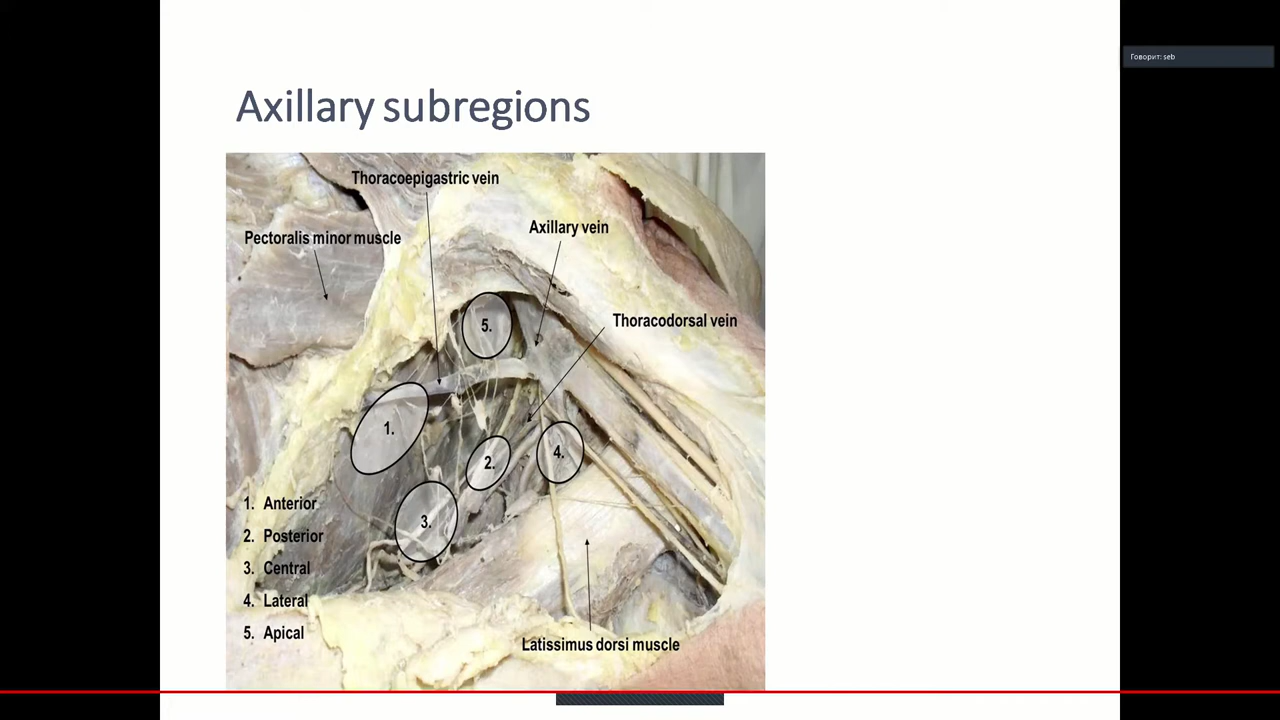 Говорит: seb
Axillary subregions
Thoracoepigastric vein
Axillary vein
Pectoralis minor muscle
Thoracodorsal vein
5.
1.
4.
2.
3.
1. Anterior
2. Posterior
3. Central
4. Lateral
5. Apical
Latissimus dorsi muscle